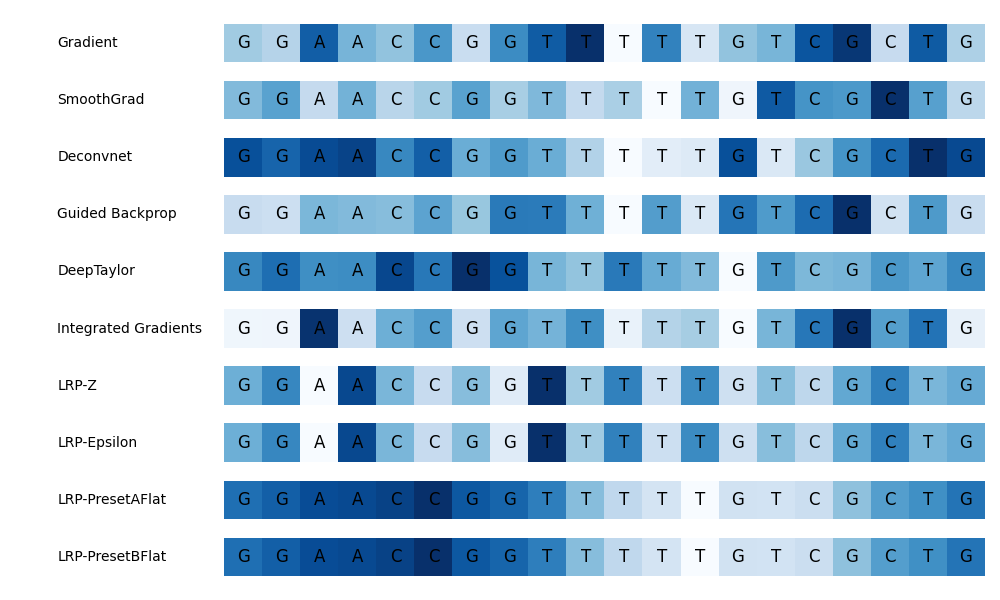 Gradient G G A A C C G G T T T T T G T C G C T G
SmoothGrad G G A A C C G G T T T T T G T C G C T G
Deconvnet G G A A C C G G T T T T T G T C G C T G
Guided Backprop G G A A C C G G T T T T T G T C G C T G
DeepTaylor G G A A C C G G T T T T T G T C G C T G
Integrated Gradients G G A A C C G G T T T T T G T C G C T G
LRP-Z G G A A C C G G T T T T T G T C G C T G
LRP-Epsilon G G A A C C G G T T T T T G T C G C T G
LRP-PresetAFlat G G A A C C G G T T T T T G T C G C T G
LRP-PresetBFlat G G A A C C G G T T T T T G T C G C T G